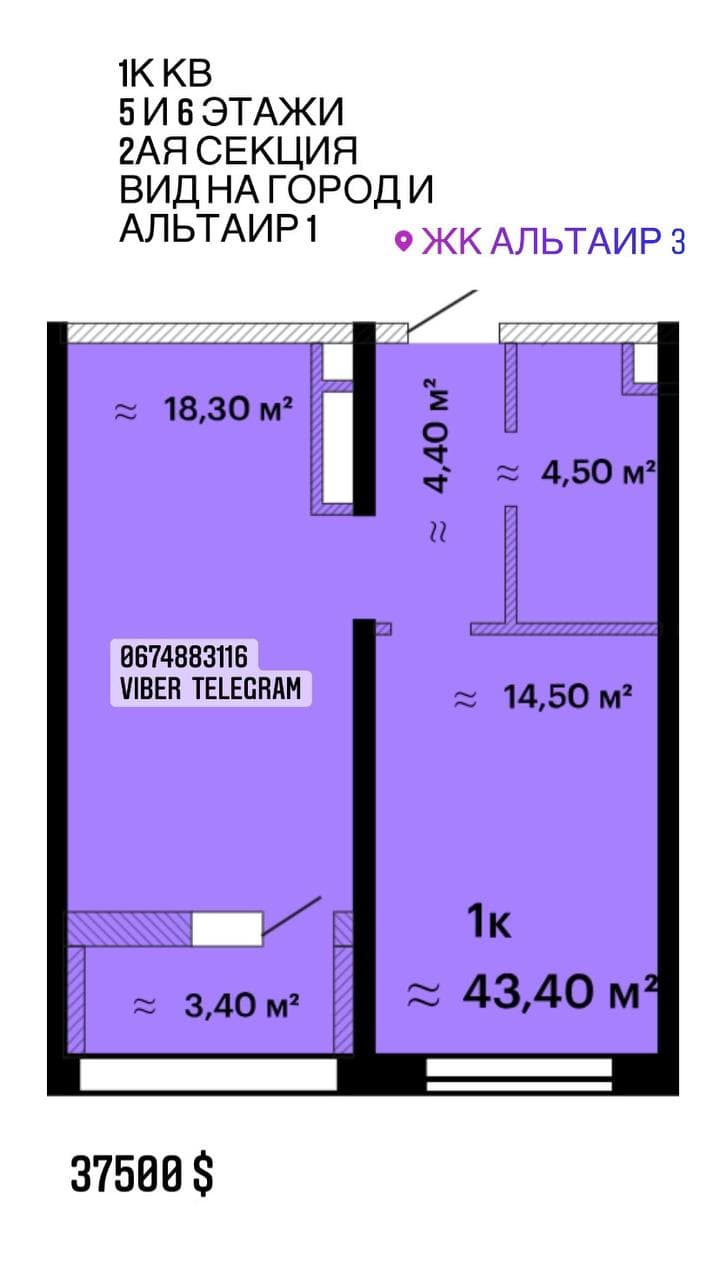 1К КВ
5 И 6 ЭТАЖИ
2АЯ СЕКЦИЯ
ВИД НА ГОРОД И
АЛЬТАИР 1
ЖК АЛЬТАИР 3
≈ 18,30 м²
≈ 4,40 м²
≈ 4,50 м²
0674883116
VIBER TELEGRAM
≈ 14,50 м²
1к
≈ 43,40 м²
≈ 3,40 м²
37500 $